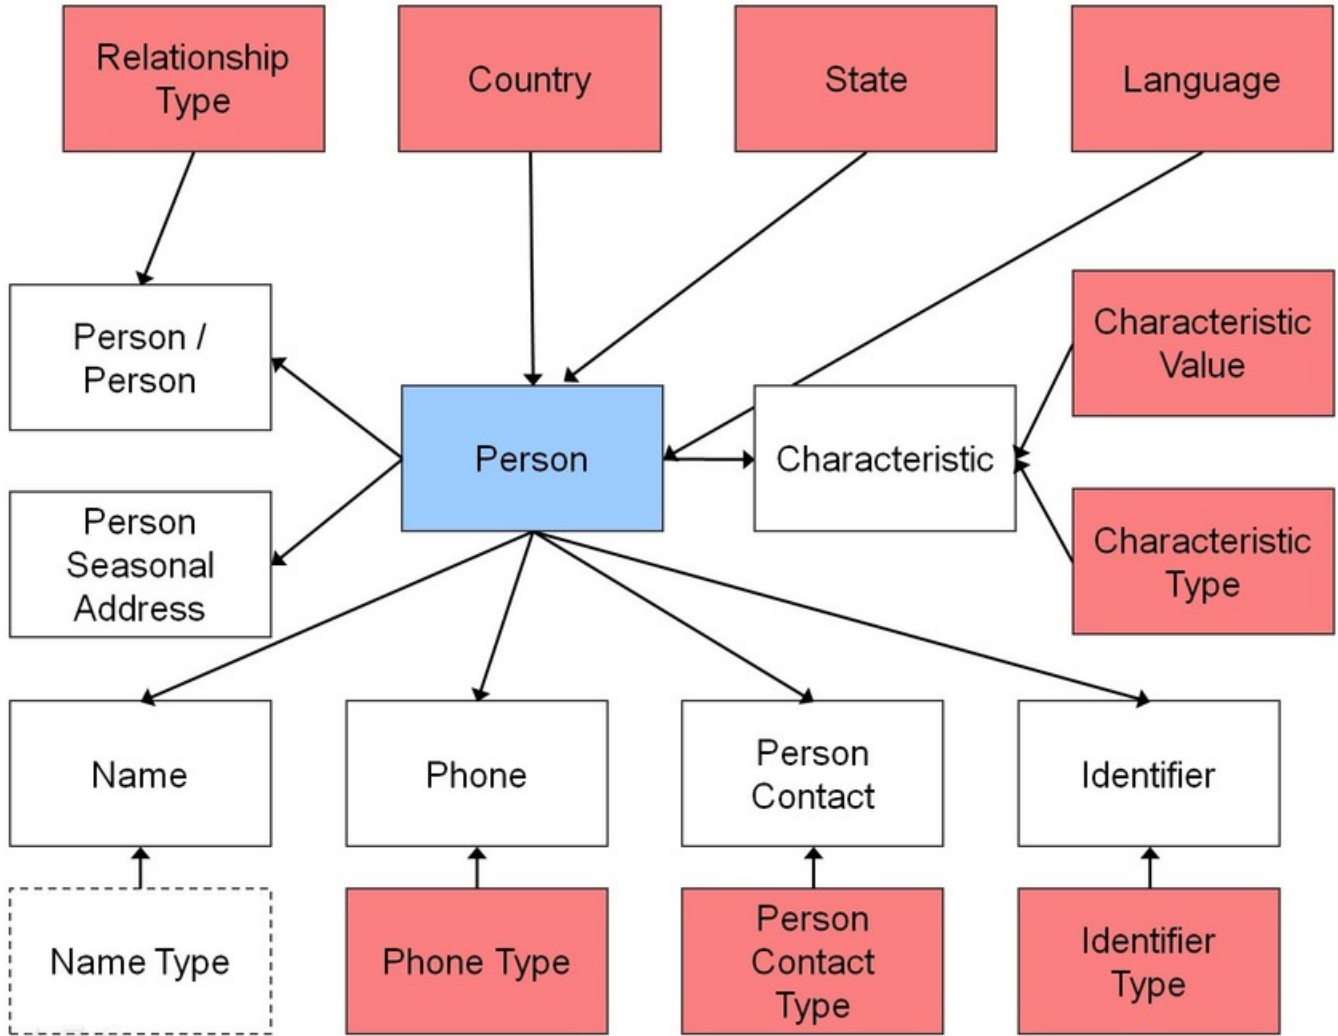 Relationship
Type
Country
State
Language
Person /
Person
Characteristic
Value
Person
Characteristic
Person
Seasonal
Address
Characteristic
Type
Name
Phone
Person
Contact
Identifier
Name Type
Phone Type
Person
Contact
Type
Identifier
Type